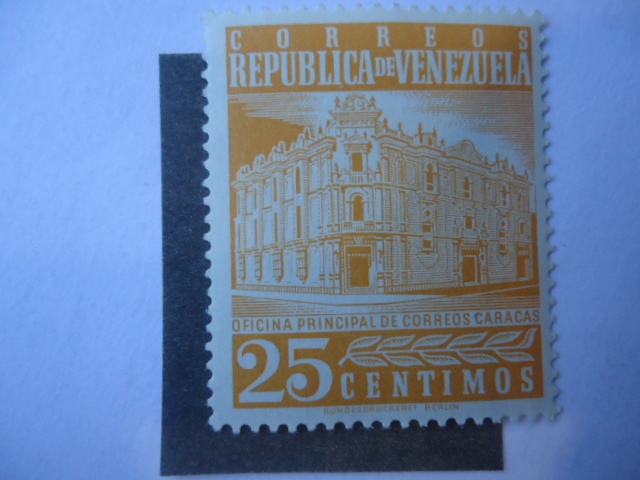 CORREOS
REPUBLICA DE VENEZUELA
OFICINA PRINCIPAL DE CORREOS CARACAS
25 CENTIMOS
BUNDESDRUCKEREI BERLIN